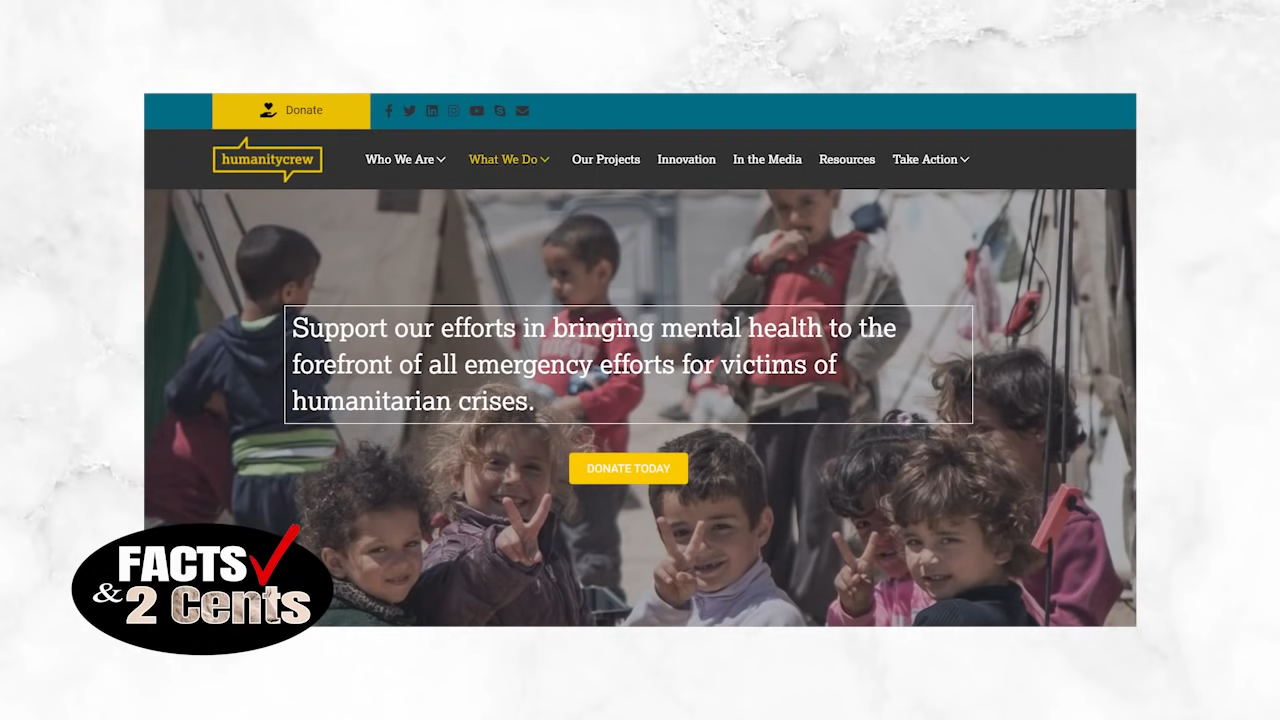 Donate
humanitycrew
Who We Are What We Do Our Projects Innovation In the Media Resources Take Action
Support our efforts in bringing mental health to the
forefront of all emergency efforts for victims of
humanitarian crises.
DONATE TODAY
FACTS
& 2 Cents